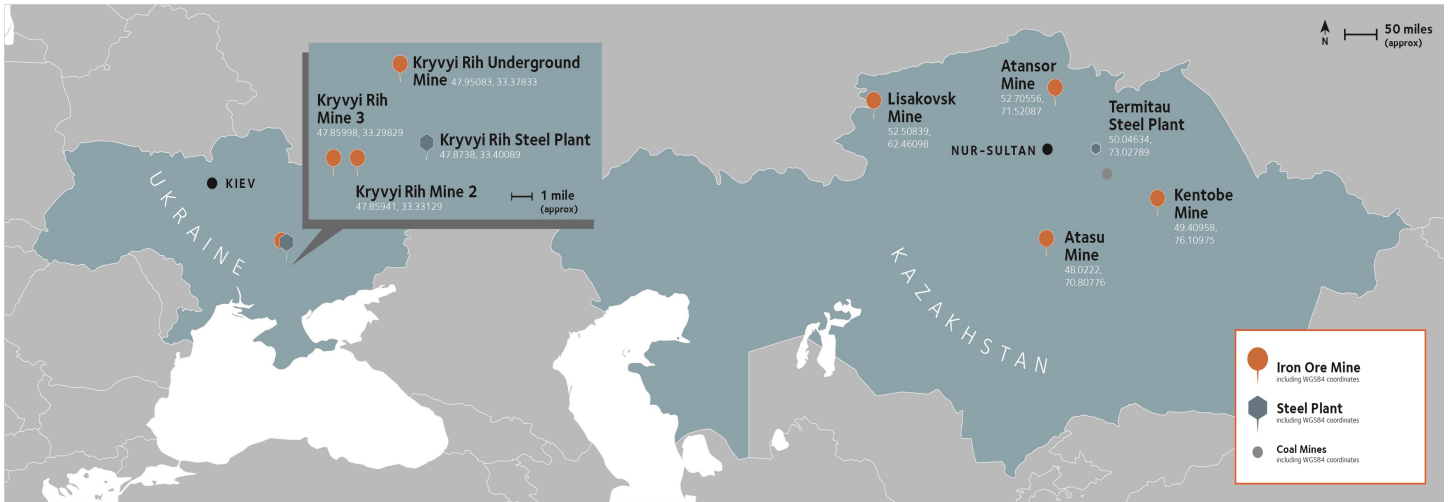 Kryvyi Rih Underground
Mine 47.95083, 33.37833
Kryvyi Rih
Mine 3
47.85998, 33.29829
Kryvyi Rih Steel Plant
47.8738, 33.40089
Kryvyi Rih Mine 2
47.85941, 33.33129
1 mile
(approx)
KIEV
UKRAINE
N
50 miles
(approx)
Lisakovsk
Mine
52.50839,
62.46098
Atansor
Mine
52.70556,
71.52087
Termitau
Steel Plant
50.04634,
73.02789
NUR-SULTAN
Kentobe
Mine
49.40958,
76.10975
Atasu
Mine
48.0222,
70.80776
KAZAKHSTAN
Iron Ore Mine
including WGS84 coordinates
Steel Plant
including WGS84 coordinates
Coal Mines
including WGS84 coordinates